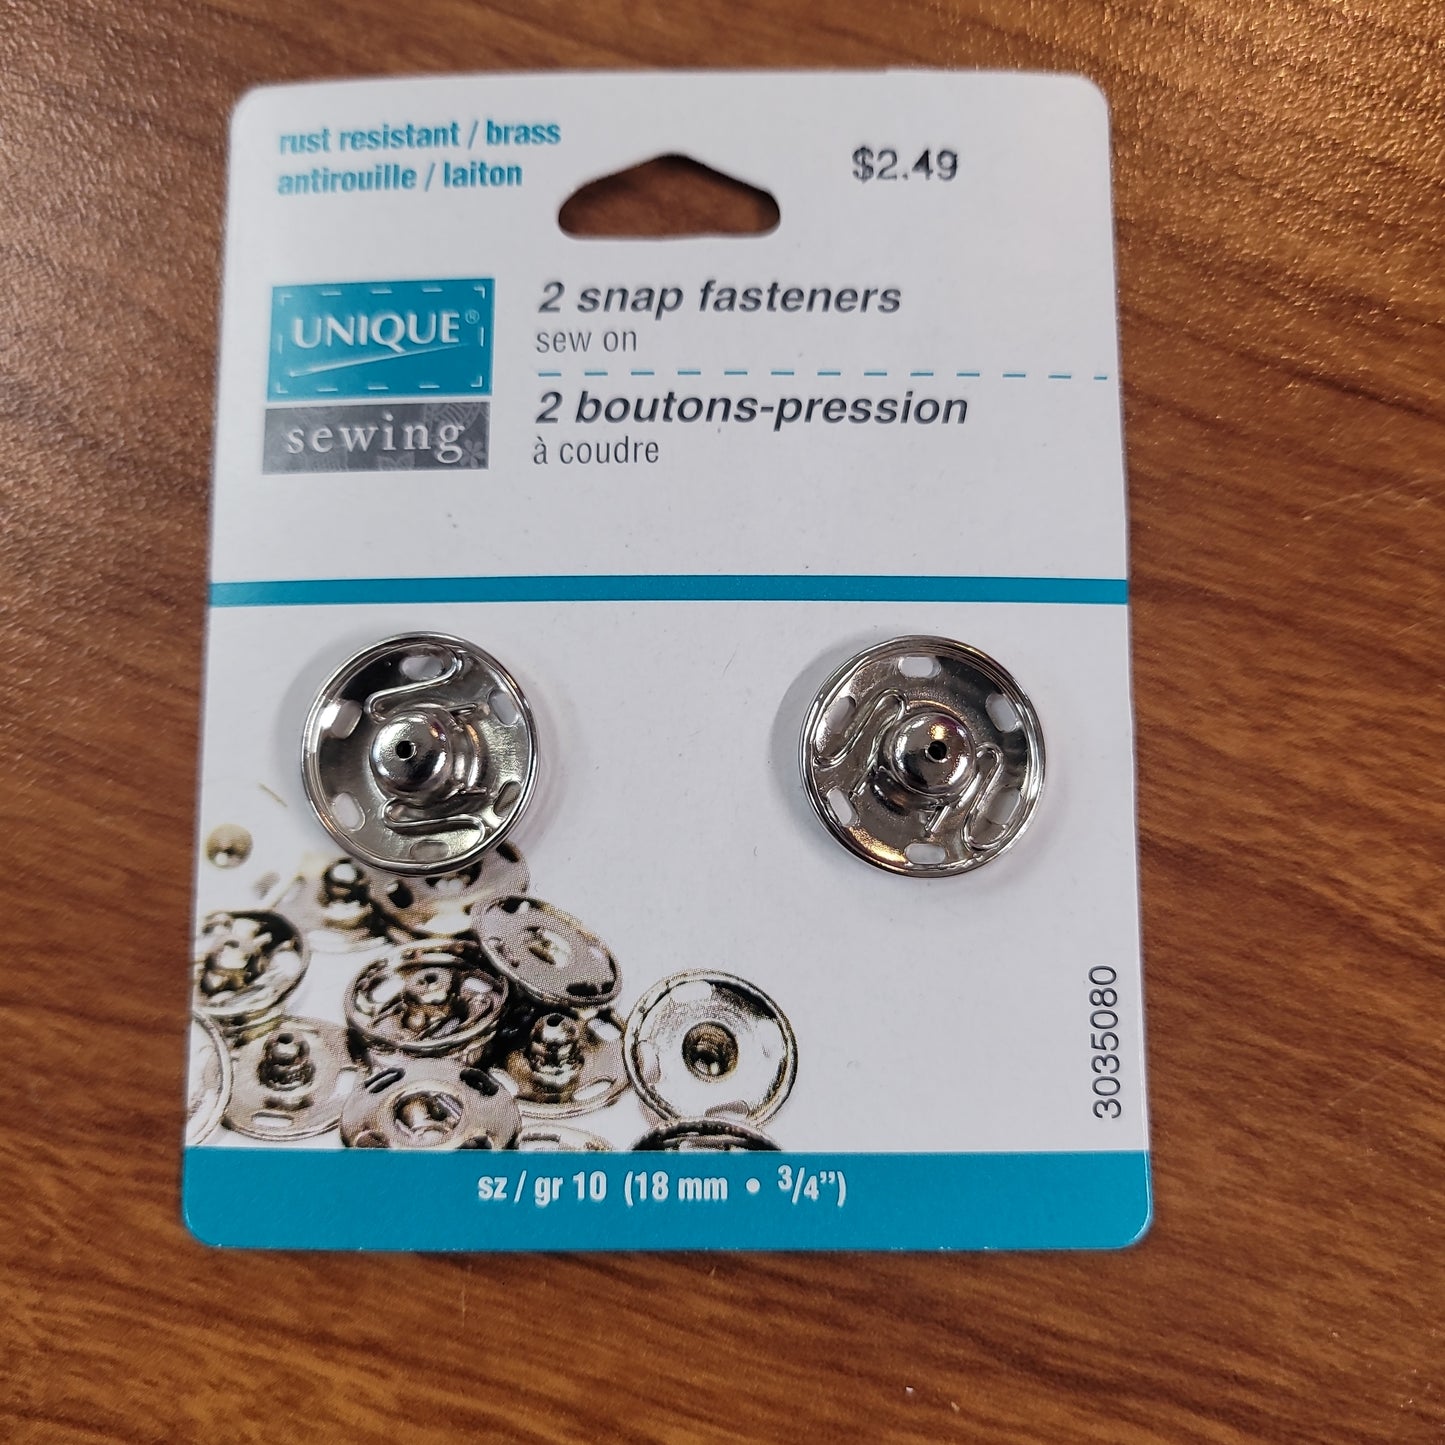 rust resistant / brass
antirouille / laiton
$2.49
UNIQUE®
sewing
2 snap fasteners
sew on
2 boutons-pression
à coudre
3035080
sz / gr 10 (18 mm • 3/4")